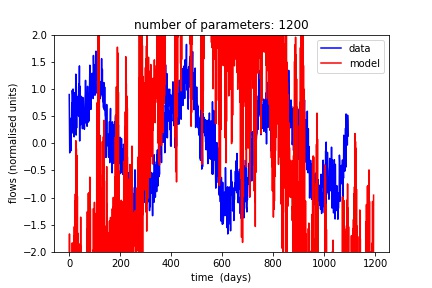 number of parameters: 1200
data
model
2.0
1.5
1.0
0.5
0.0
−0.5
−1.0
−1.5
−2.0
flows (normalised units)
0 200 400 600 800 1000 1200
time (days)